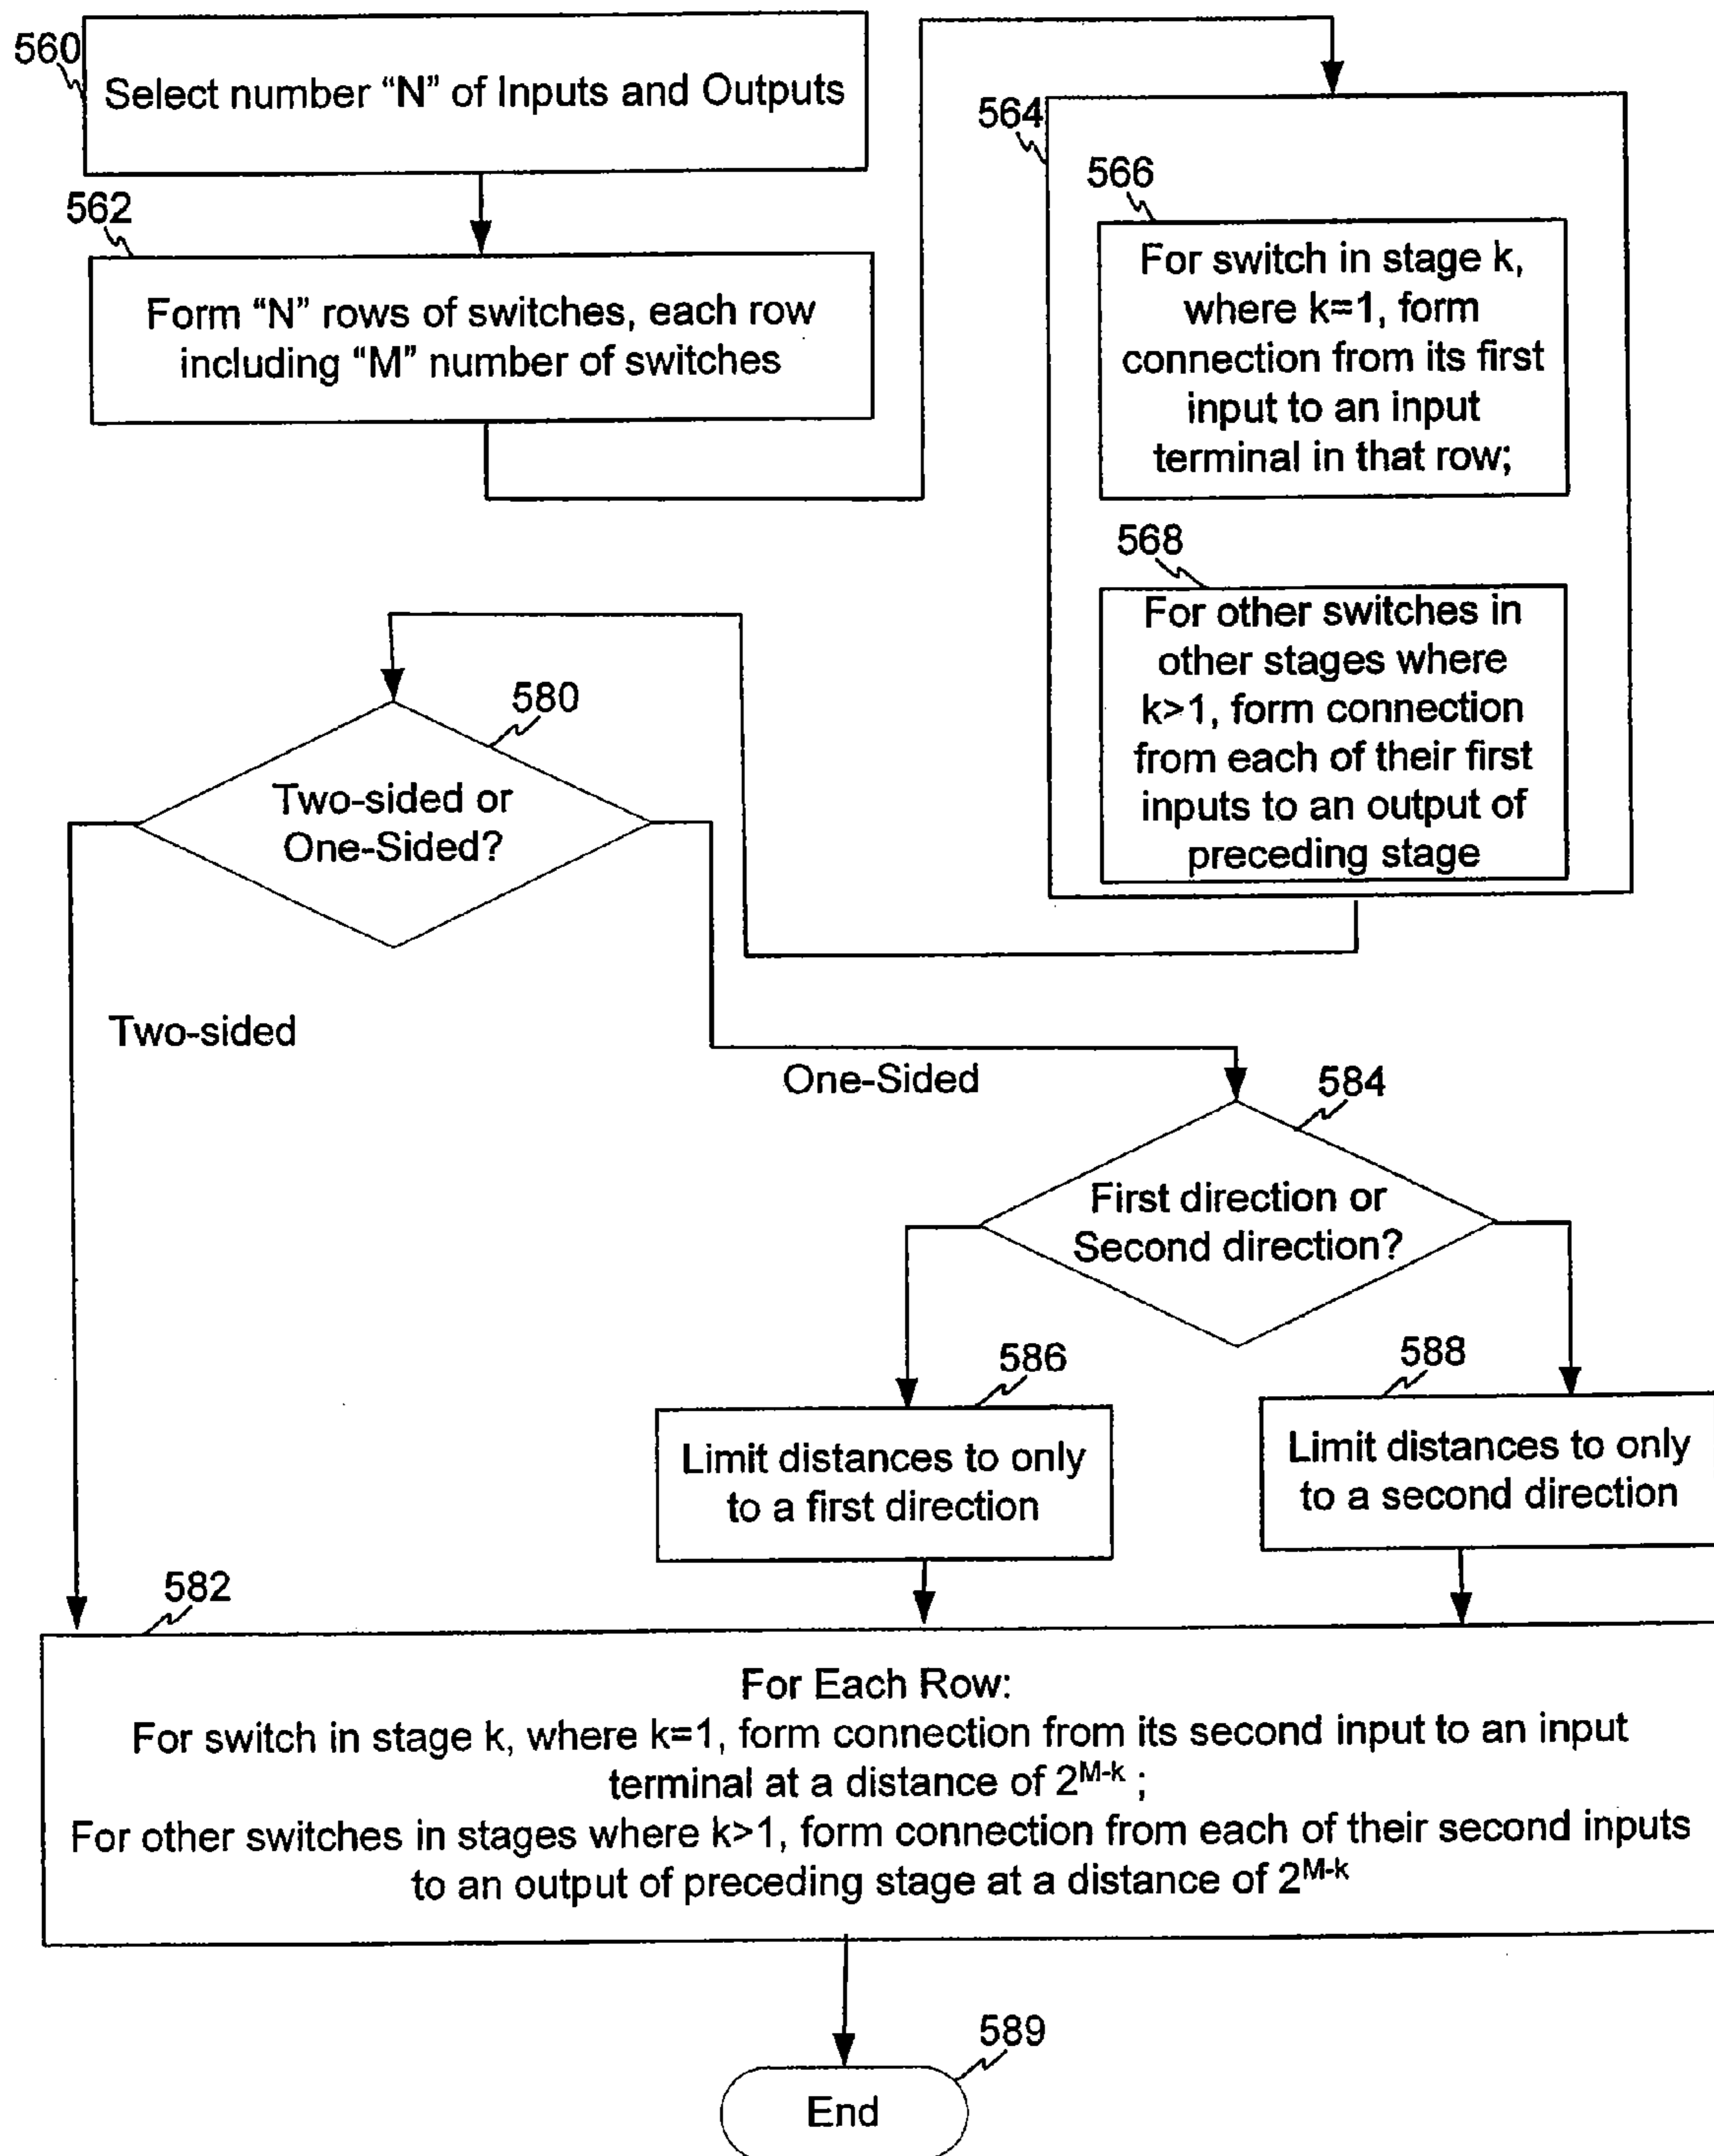 560
Select number “N” of Inputs and Outputs
562
Form “N” rows of switches, each row
including “M” number of switches
564
566
For switch in stage k,
where k=1, form
connection from its first
input to an input
terminal in that row;
568
For other switches in
other stages where
k>1, form connection
from each of their first
inputs to an output of
preceding stage
580
Two-sided or
One-Sided?
Two-sided
One-Sided
584
First direction or
Second direction?
586
Limit distances to only
to a first direction
588
Limit distances to only
to a second direction
582
For Each Row:
For switch in stage k, where k=1, form connection from its second input to an input
terminal at a distance of 2^M-k ;
For other switches in stages where k>1, form connection from each of their second inputs
to an output of preceding stage at a distance of 2^M-k
589
End